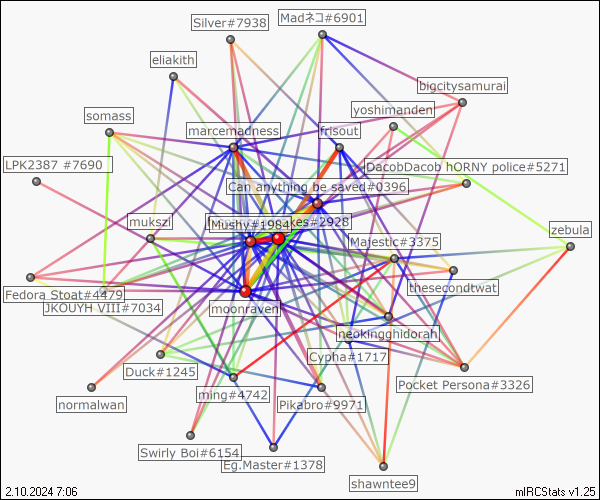 Swirl#7938
Madネコ#6901
eliakith
bigcitysamurai
yoshimanden
somass
marcemadness
frisout
LPK2387 #7690
DacobDacob hORNY police#5271
Can anything be saved#0396
mukszi
Mushy#1984
kes#2928
zebula
Majestic#3375
thesecondtwat
Fedora Stoat#4479
JKOUYH VIII#7034
moonraven
neokingghidorah
Cypha#1717
Duck#1245
Pocket Persona#3326
ming#4742
normalwan
Pikabro#9971
Swirly Boi#6154
Eg.Master#1378
shawntee9
2.10.2024 7:06
mIRCStats v1.25